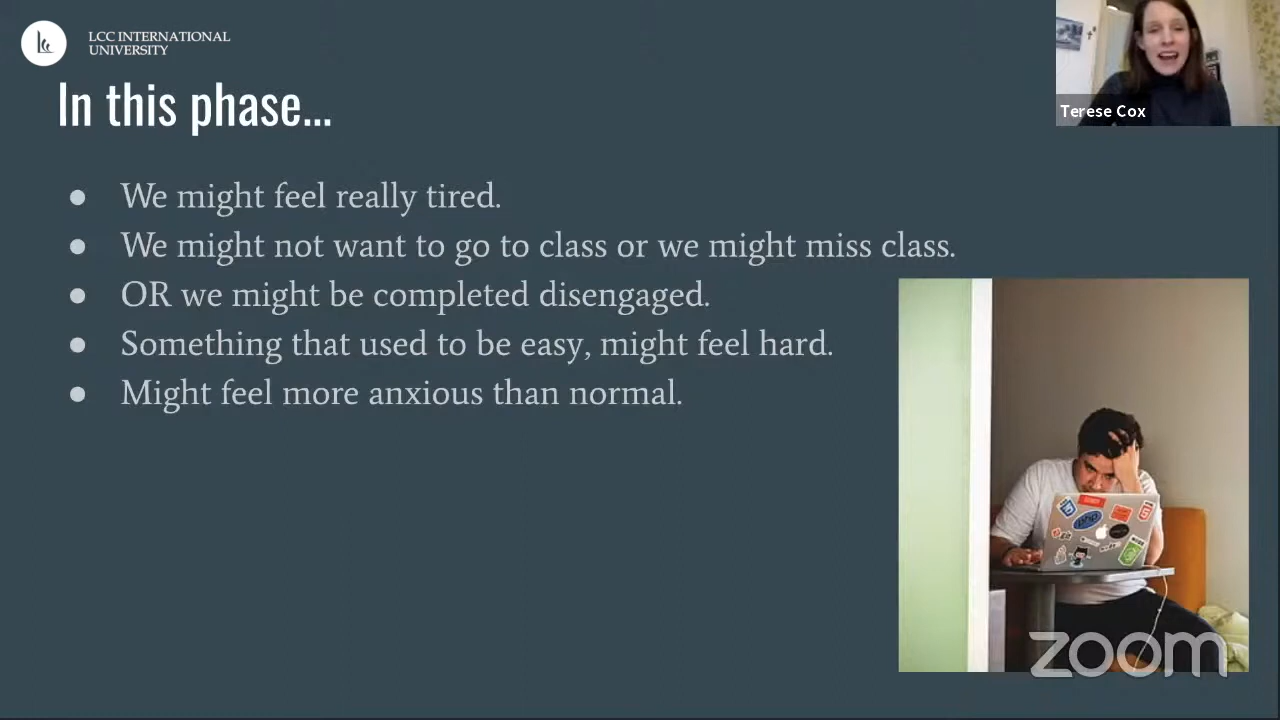 LCC INTERNATIONAL
UNIVERSITY
In this phase...
Terese Cox
● We might feel really tired.
● We might not want to go to class or we might miss class.
● OR we might be completed disengaged.
● Something that used to be easy, might feel hard.
● Might feel more anxious than normal.
php
zoom